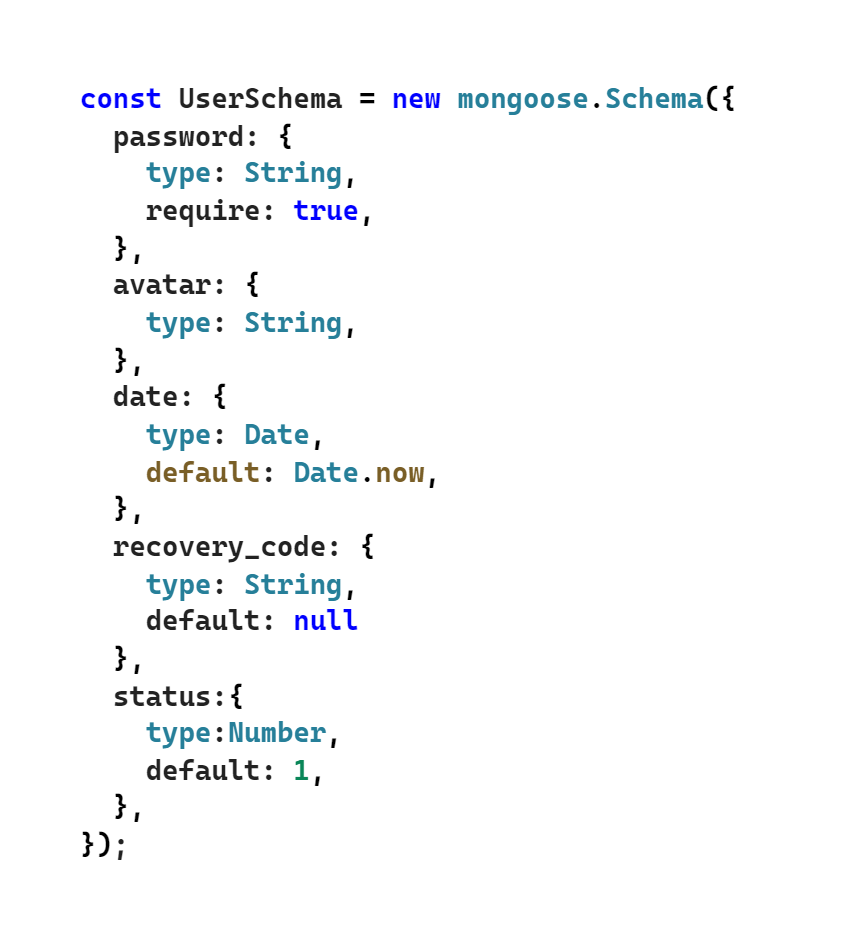 const UserSchema = new mongoose.Schema({
  password: {
    type: String,
    require: true,
  },
  avatar: {
    type: String,
  },
  date: {
    type: Date,
    default: Date.now,
  },
  recovery_code: {
    type: String,
    default: null
  },
  status:{
    type:Number,
    default: 1,
  },
});